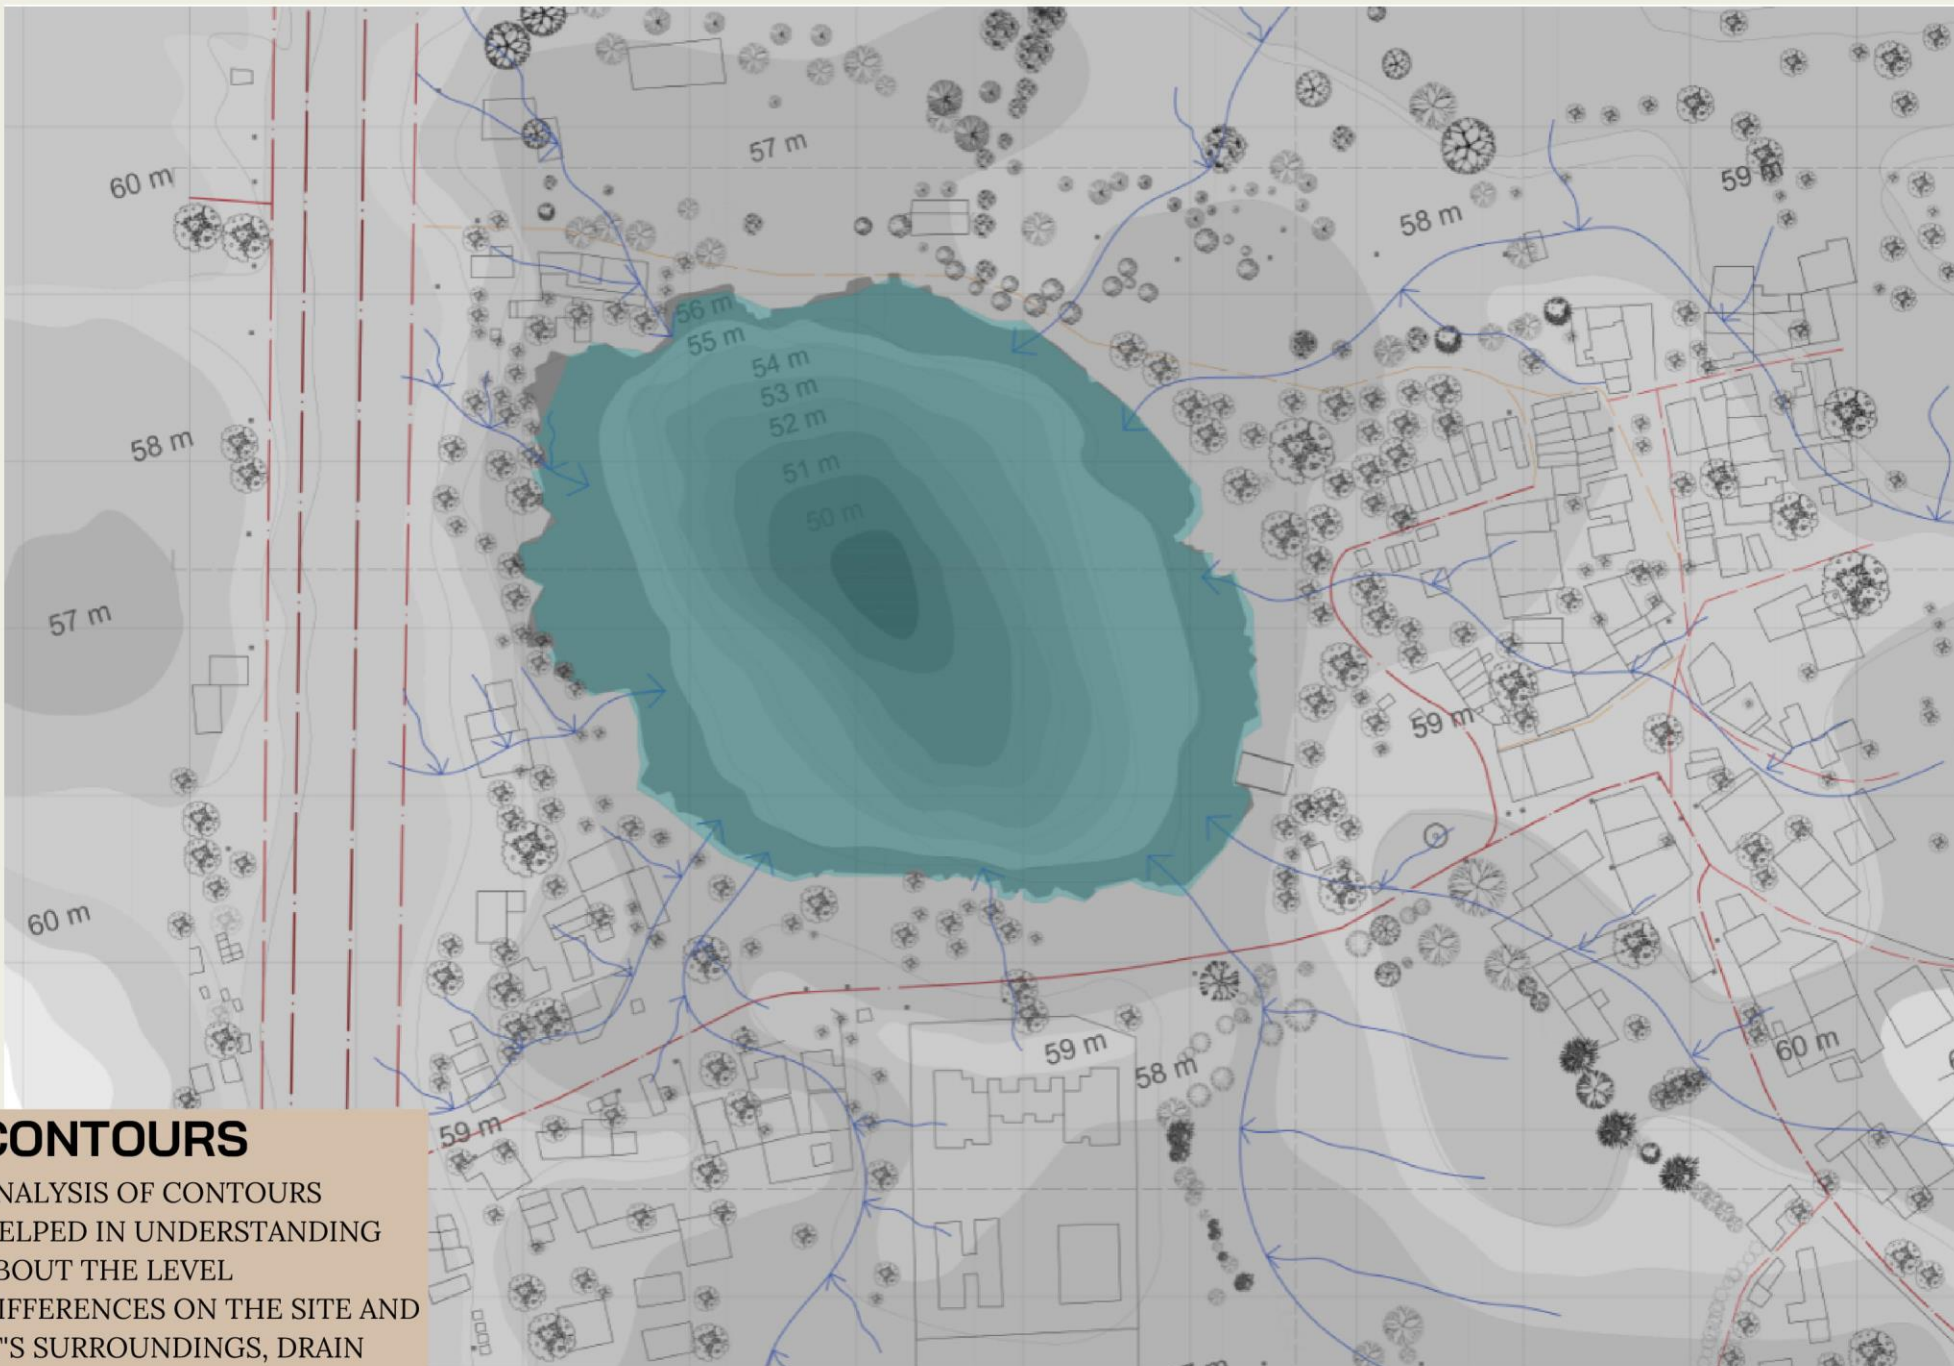 57 m
60 m
59 m
58 m
56 m
55 m
54 m
53 m
52 m
58 m
51 m
50 m
57 m
59 m
60 m
59 m
58 m
60 m
59 m
CONTOURS
NALYSIS OF CONTOURS
ELPED IN UNDERSTANDING
BOUT THE LEVEL
IFFERENCES ON THE SITE AND
T'S SURROUNDINGS, DRAIN